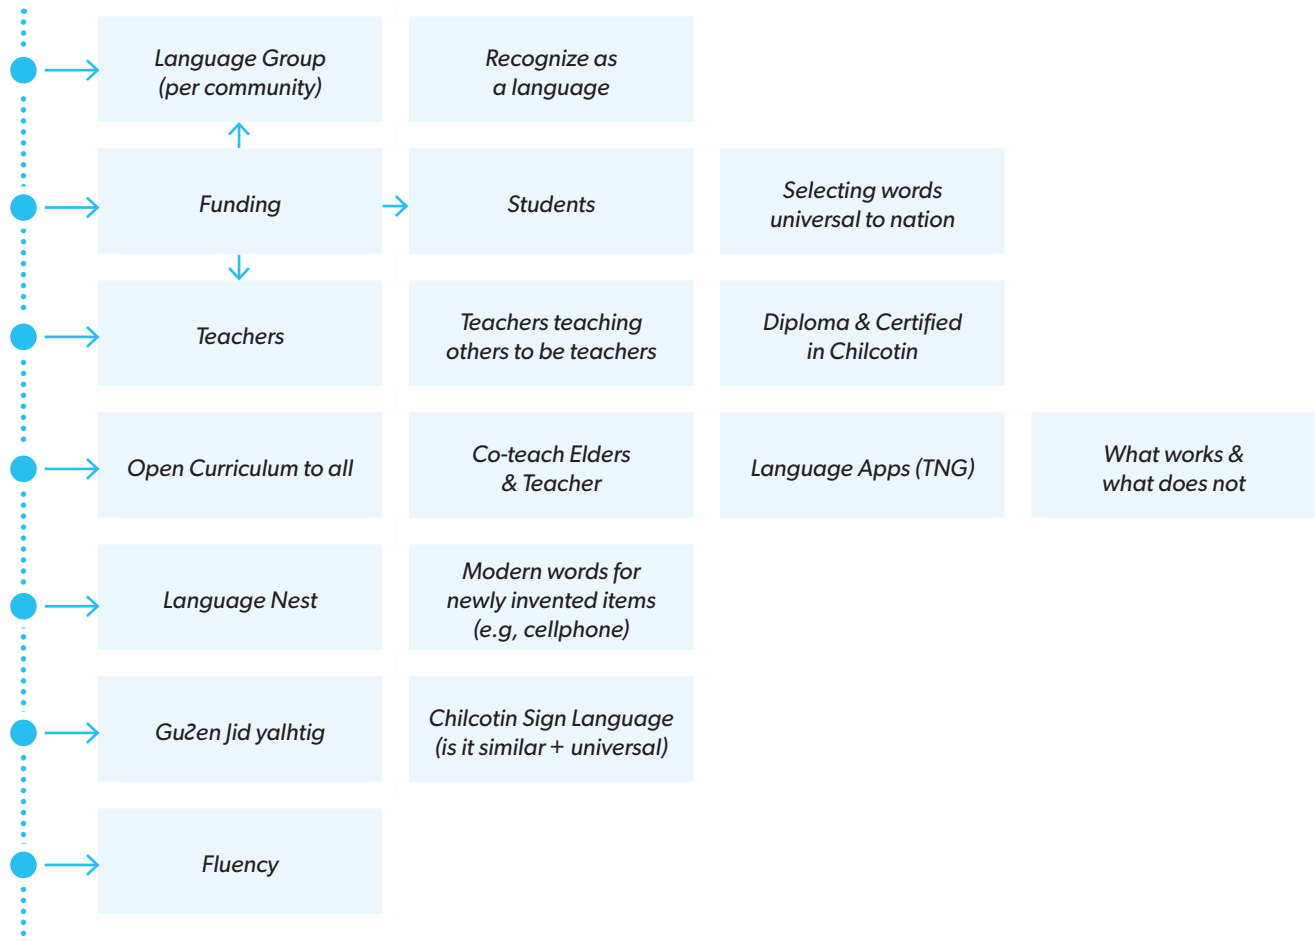 Language Group
(per community)
Recognize as
a language
Funding
Students
Selecting words
universal to nation
Teachers
Teachers teaching
others to be teachers
Diploma & Certified
in Chilcotin
Open Curriculum to all
Co-teach Elders
& Teacher
Language Apps (TNG)
What works &
what does not
Language Nest
Modern words for
newly invented items
(e.g, cellphone)
Guʔen Jid yalhtig
Chilcotin Sign Language
(is it similar + universal)
Fluency